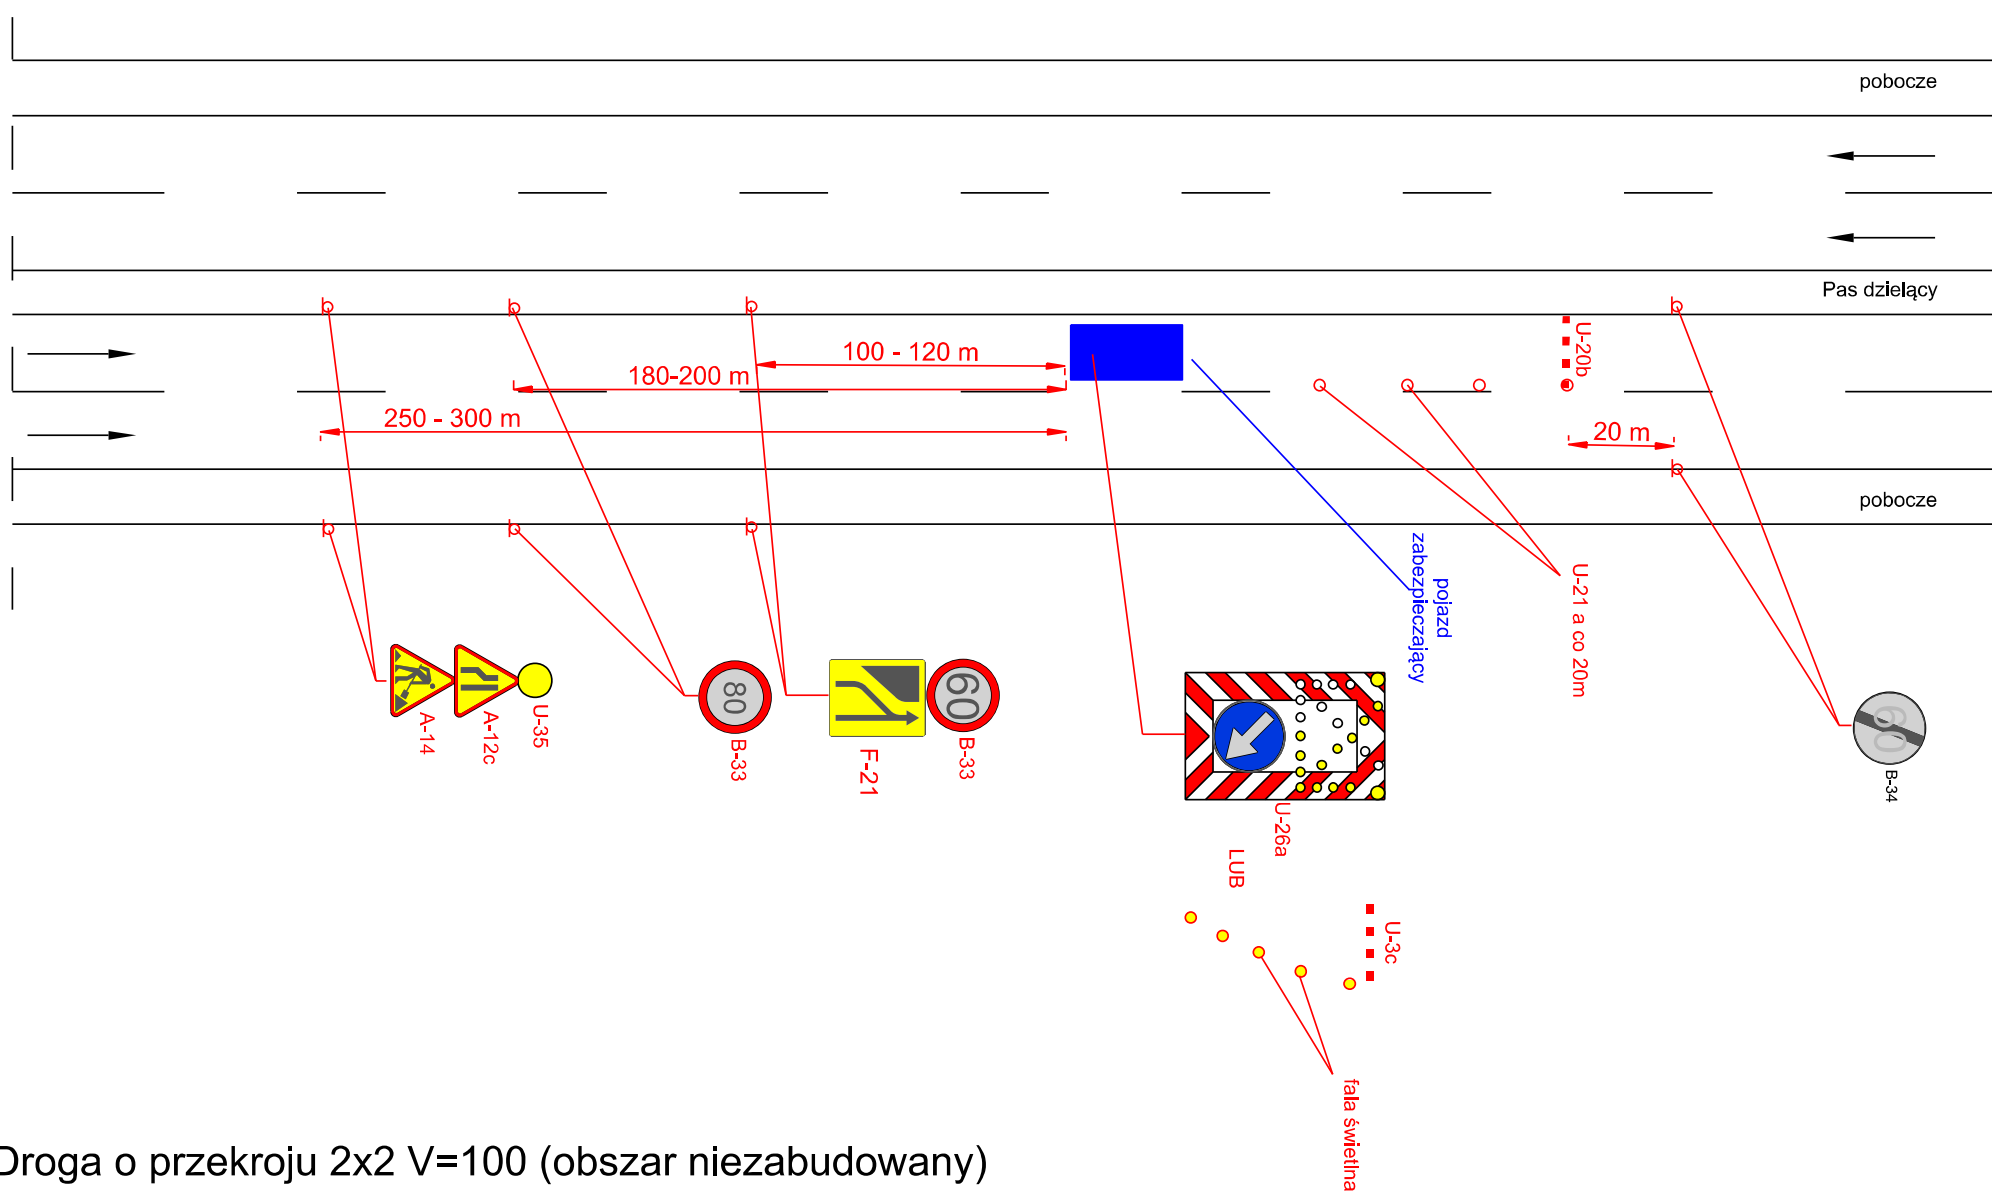 pobocze
Pas dzielący
U-20b
100 - 120 m
180-200 m
250 - 300 m
20 m
pobocze
pojazd
zabezpieczający
U-21 a co 20m
A-14
A-12c
U-35
80
B-33
F-21
60
B-33
U-26a
LUB
U-3c
fala świetlna
60
B-34
Droga o przekroju 2x2 V=100 (obszar niezabudowany)